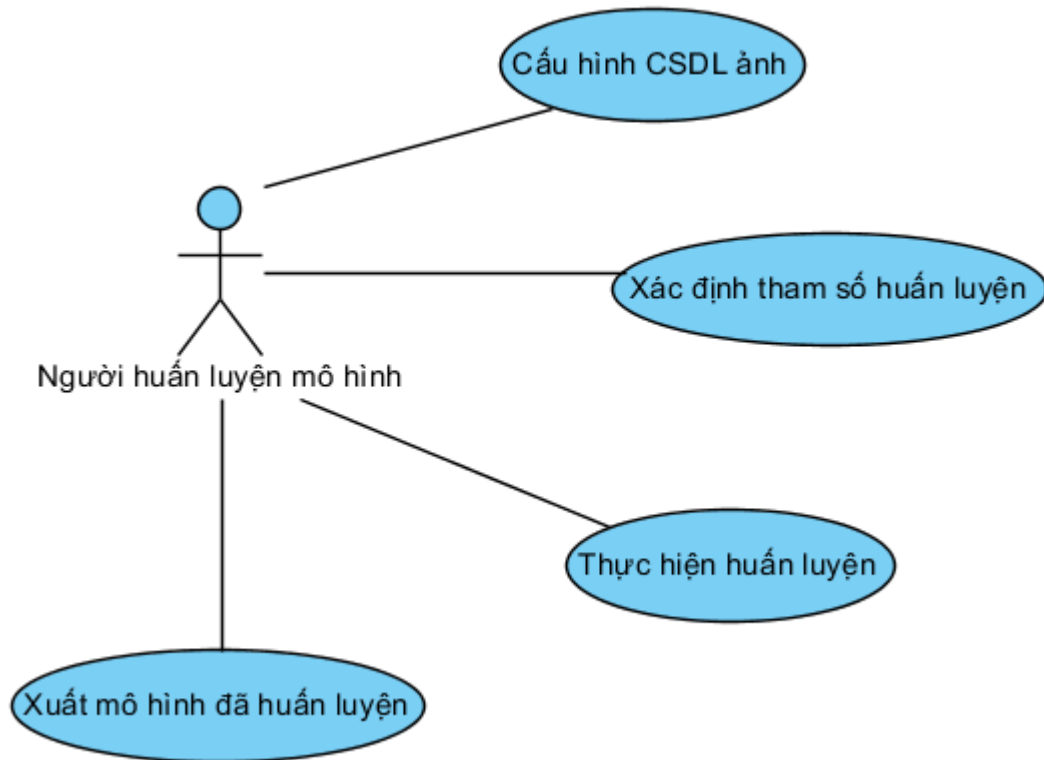 Cấu hình CSDL ảnh
Xác định tham số huấn luyện
Người huấn luyện mô hình
Thực hiện huấn luyện
Xuất mô hình đã huấn luyện